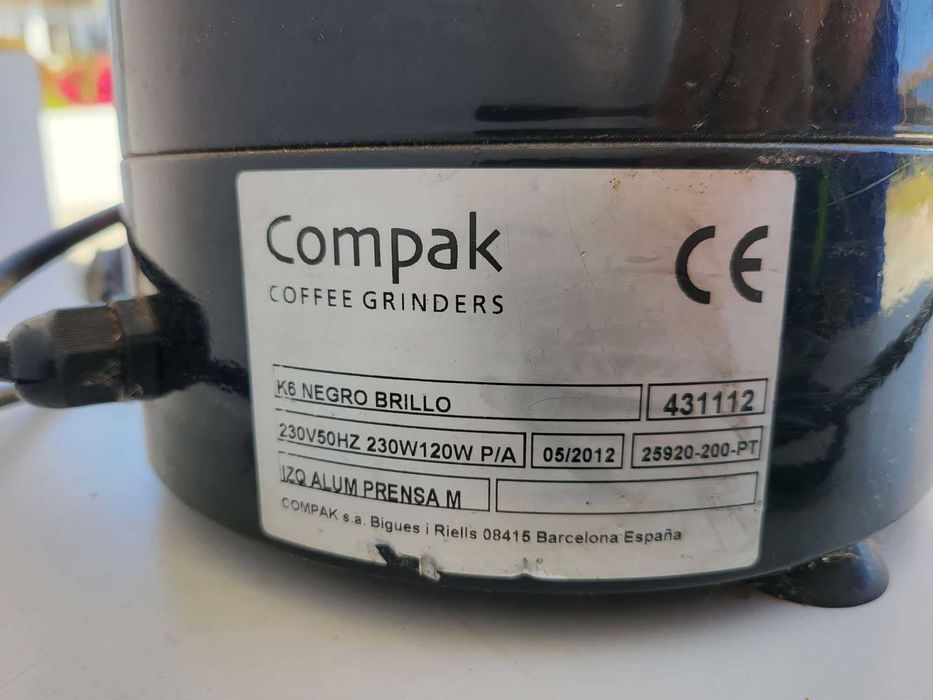 Compak
COFFEE GRINDERS
CE
K6 NEGRO BRILLO 431112
230V50HZ 230W120W P/A 05/2012 25920-200-PT
IZQ ALUM PRENSA M
COMPAK s.a. Bigues i Riells 08415 Barcelona España